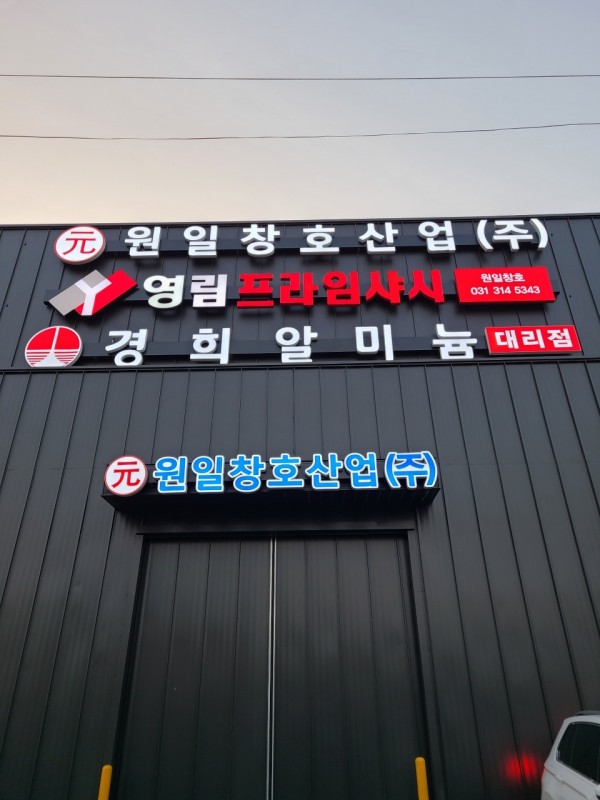 元 원일창호산업(주)
Y 영림프라임샤시 원일창호
031 314 5343
경희알미늄 대리점
元 원일창호산업(주)